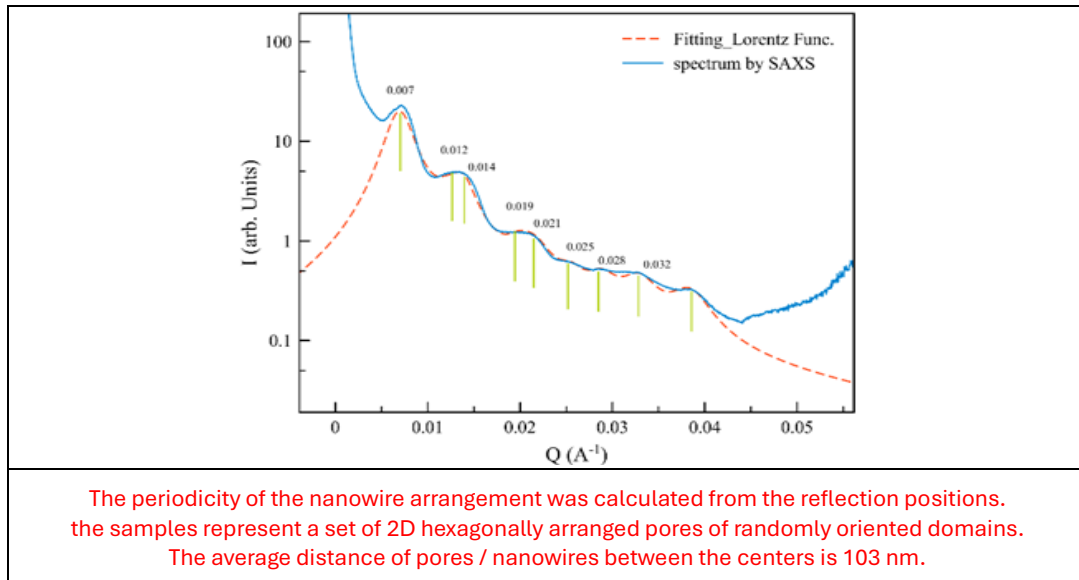 100
10
1
0.1
I (arb. Units)
Fitting_Lorentz Func.
spectrum by SAXS
0.007
0.012
0.014
0.019
0.021
0.025
0.028
0.032
0
0.01
0.02
0.03
0.04
0.05
Q (A⁻¹)
The periodicity of the nanowire arrangement was calculated from the reflection positions.
the samples represent a set of 2D hexagonally arranged pores of randomly oriented domains.
The average distance of pores / nanowires between the centers is 103 nm.